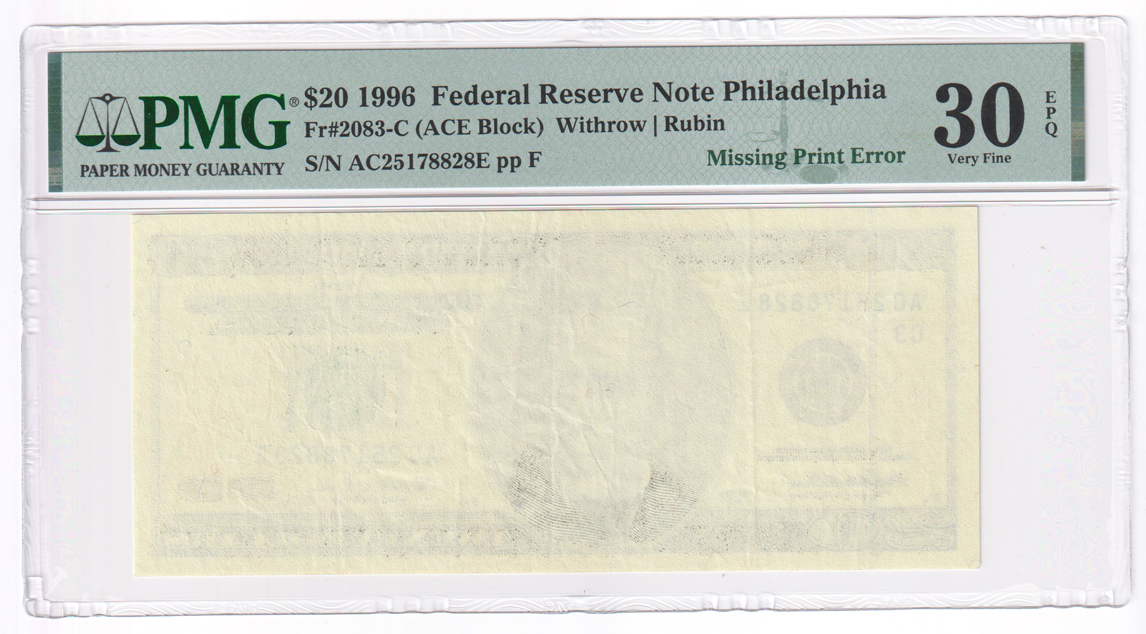 PMG®
PAPER MONEY GUARANTY
$20 1996 Federal Reserve Note Philadelphia
Fr#2083-C (ACE Block) Withrow | Rubin
S/N AC25178828E pp F
Missing Print Error
30
Very Fine
EPQ